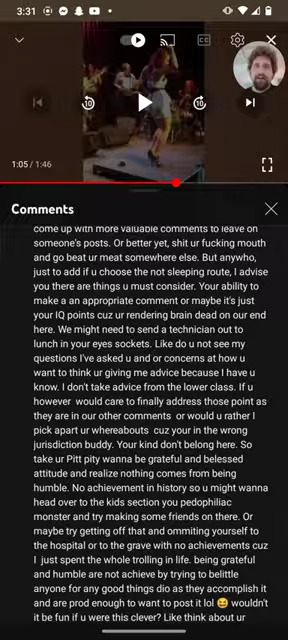 3:31
CC
10
10
1:05 / 1:46
Comments
come up with more valuable comments to leave on
someone's posts. Or better yet, shit ur fucking mouth
and go beat ur meat somewhere else. But anywho,
just to add if u choose the not sleeping route, I advise
you there are things u must consider. Your ability to
make a an appropriate comment or maybe it's just
your IQ points cuz ur rendering brain dead on our end
here. We might need to send a technician out to
lunch in your eyes sockets. Like do u not see my
questions I've asked u and or concerns at how u
want to think ur giving me advice because I have u
know. I don't take advice from the lower class. If u
however  would care to finally address those point as
they are in our other comments  or would u rather I
pick apart ur whereabouts  cuz your in the wrong
jurisdiction buddy. Your kind don't belong here. So
take ur Pitt pity wanna be grateful and belessed
attitude and realize nothing comes from being
humble. No achievement in history so u might wanna
head over to the kids section you pedophiliac
monster and try making some friends on there. Or
maybe try getting off that and ommiting yourself to
the hospital or to the grave with no achievements cuz
I  just spent the whole trolling in life. being grateful
and humble are not achieve by trying to belittle
anyone for any good things dio as they accomplish it
and are prod enough to want to post it lol 😆 wouldn't
it be fun if u were this clever? Like think about ur